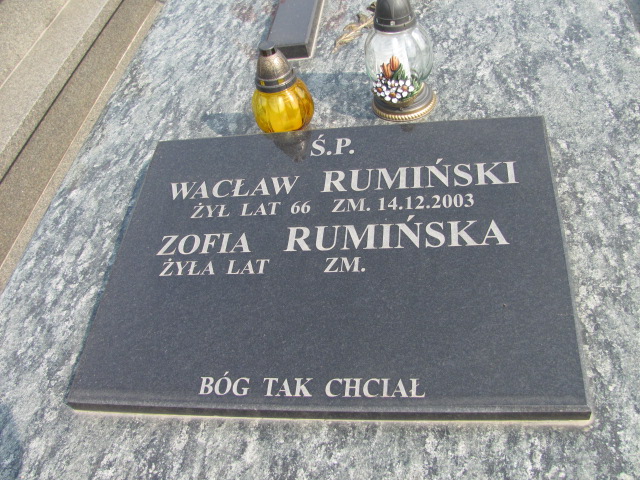 Ś.P.
WACŁAW RUMIŃSKI
ŻYŁ LAT 66 ZM. 14.12.2003
ZOFIA RUMIŃSKA
ŻYŁA LAT ZM.
BÓG TAK CHCIAŁ